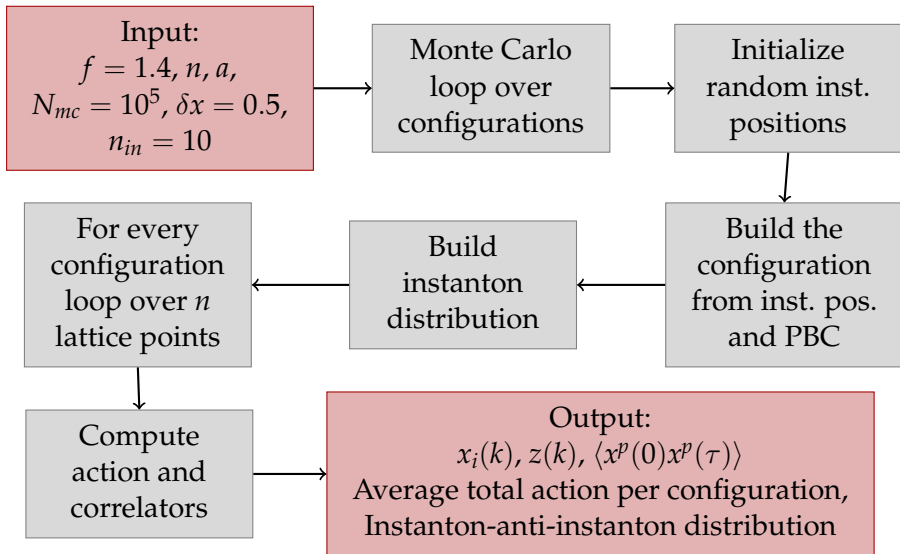 Input:
f = 1.4, n, a,
N_mc = 10^5, δx = 0.5,
n_in = 10
Monte Carlo
loop over
configurations
Initialize
random inst.
positions
Build the
configuration
from inst. pos.
and PBC
Build
instanton
distribution
For every
configuration
loop over n
lattice points
Compute
action and
correlators
Output:
x_i(k), z(k), ⟨x^p(0)x^p(τ)⟩
Average total action per configuration,
Instanton-anti-instanton distribution